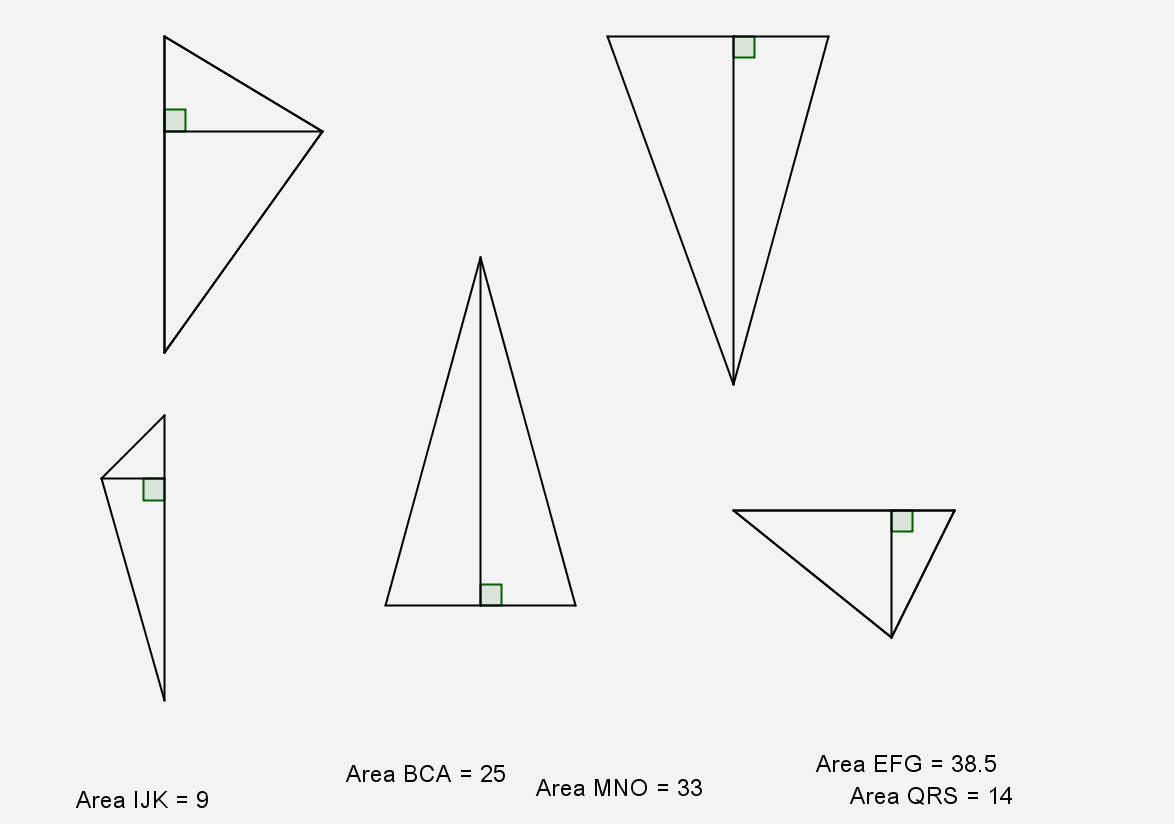 Area EFG = 38.5
Area BCA = 25
Area MNO = 33
Area QRS = 14
Area IJK = 9